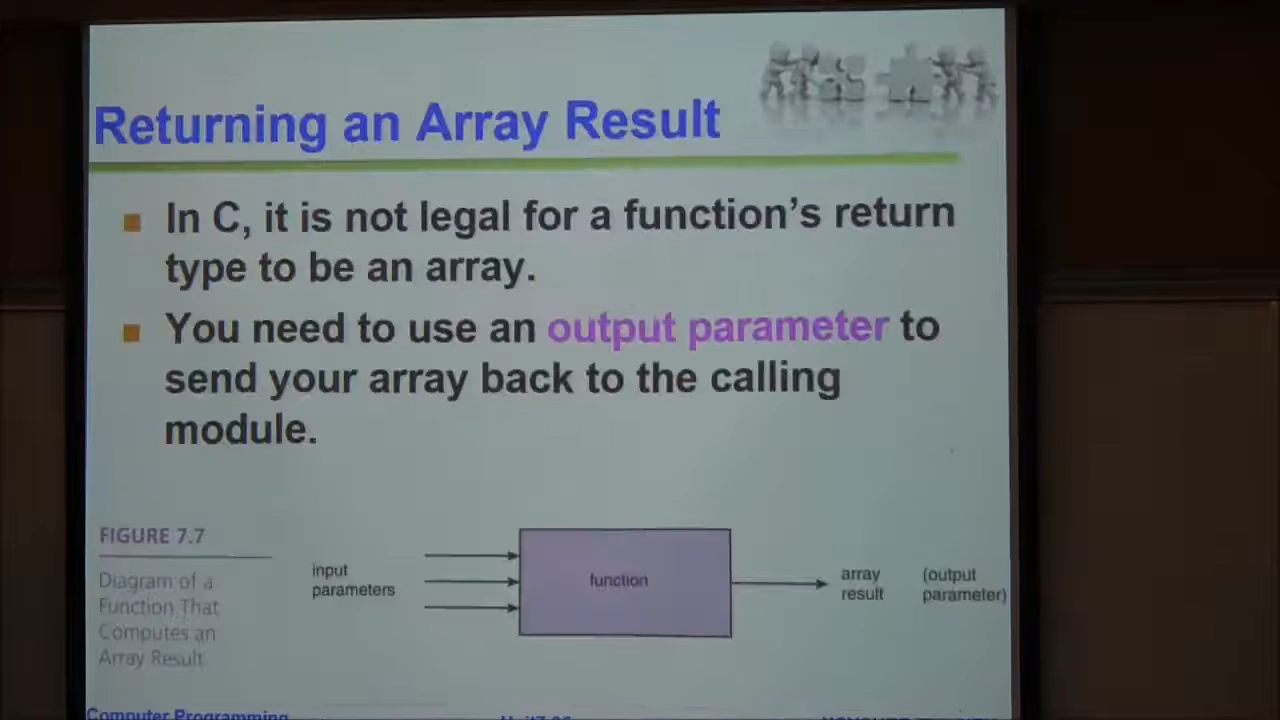 Returning an Array Result
In C, it is not legal for a function's return
type to be an array.
You need to use an output parameter to
send your array back to the calling
module.
FIGURE 7.7
Diagram of a
Function That
Computes an
Array Result
input
parameters
function
array
result
(output
parameter)
Computer Programming